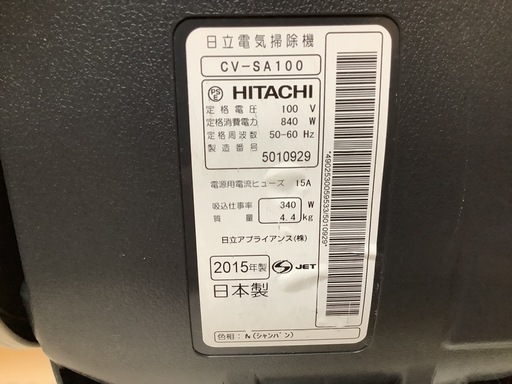 日立電気掃除機
CV-SA100
PS E HITACHI
定格電圧 100 V
定格消費電力 840 W
定格周波数 50-60 Hz
製造番号 5010929
電源用電流ヒューズ 15A
吸込仕事率 340 W
質量 4.4 kg
日立アプライアンス(株)
2015年製 JET
日本製
色相: N(シャンパン)
*4902530059533/5010929*